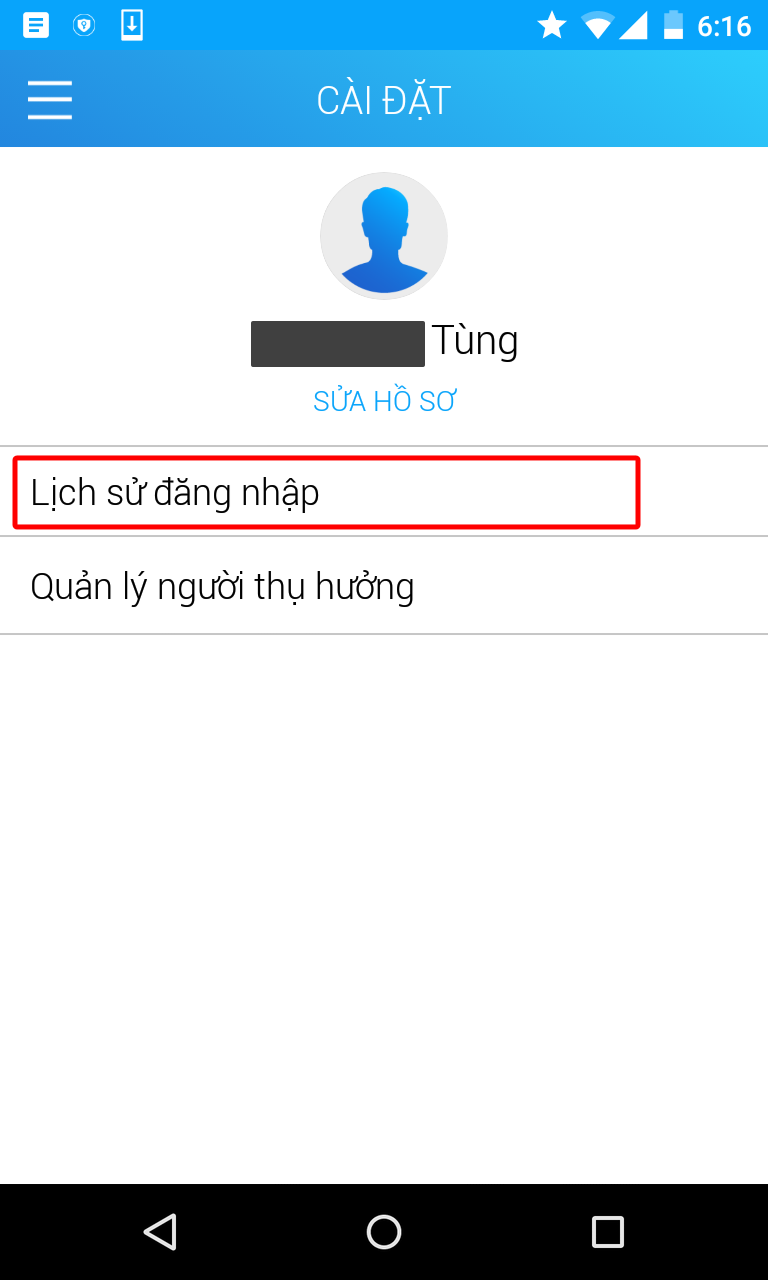 6:16
CÀI ĐẶT
Tùng
SỬA HỒ SƠ
Lịch sử đăng nhập
Quản lý người thụ hưởng